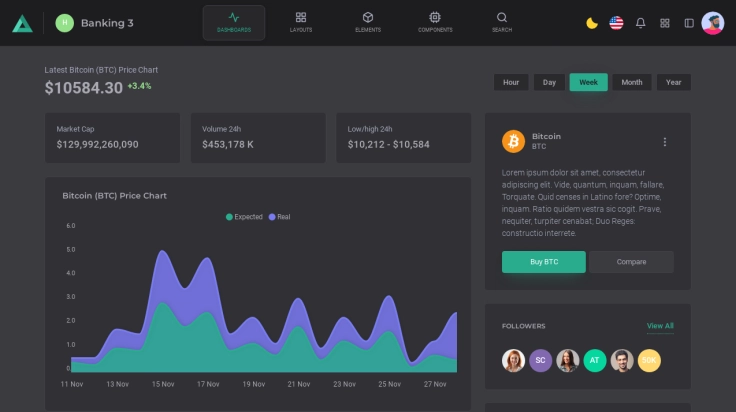 H Banking 3
DASHBOARDS
LAYOUTS
ELEMENTS
COMPONENTS
SEARCH
Latest Bitcoin (BTC) Price Chart
$10584.30 +3.4%
Hour Day Week Month Year
Market Cap
$129,992,260,090
Volume 24h
$453,178 K
Low/high 24h
$10,212 - $10,584
Bitcoin (BTC) Price Chart
Expected Real
6.0
5.0
4.0
3.0
2.0
1.0
0
11 Nov 13 Nov 15 Nov 17 Nov 19 Nov 21 Nov 23 Nov 25 Nov 27 Nov
Bitcoin
BTC
Lorem ipsum dolor sit amet, consectetur
adipiscing elit. Vide, quantum, inquam, fallare,
Torquate. Quid censes in Latino fore? Optime,
inquam. Ratio quidem vestra sic cogit. Prave,
nequiter, turpiter cenabat; Duo Reges:
constructio interrete.
Buy BTC Compare
FOLLOWERS View All
SC AT SGK